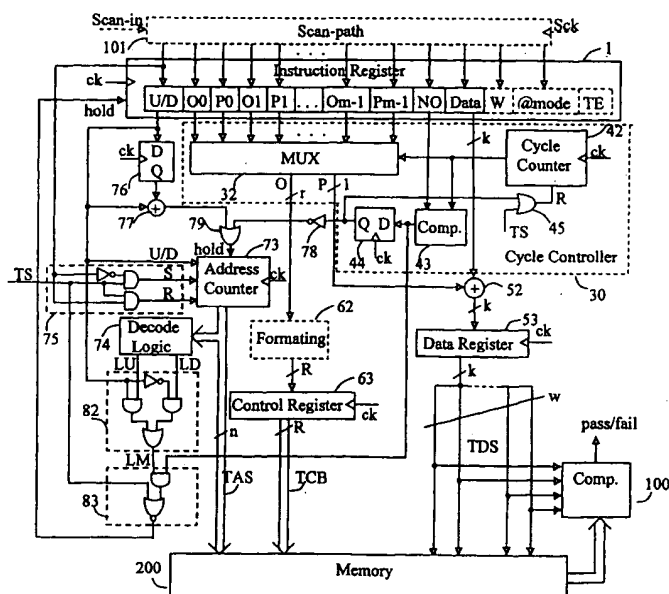 Scan-in
Scan-path
Sck
101
1
Instruction Register
ck
hold
U/D O0 P0 O1 P1 . . . Om-1 Pm-1 NO Data W @mode TE
k
42
ck
D
Q
76
MUX
32
Cycle Counter
ck
R
O
r
P
1
77
79
78
Q D
44
ck
Comp.
43
45
TS
Cycle Controller
30
hold
73
U/D
TS
S
R
Address Counter
ck
75
62
52
k
53
74
Decode Logic
Formating
Data Register
ck
LU
LD
R
k
63
Control Register
ck
82
w
pass/fail
n
R
LM
TAS
TCB
TDS
Comp.
100
83
200
Memory